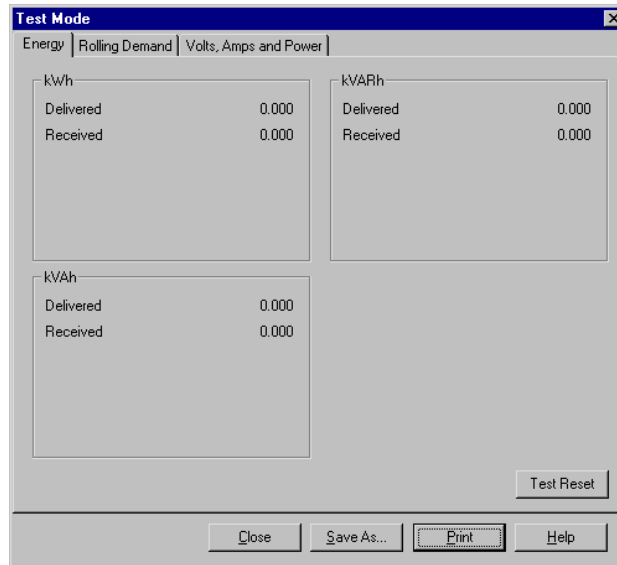 Test Mode
Energy Rolling Demand Volts, Amps and Power
kWh
Delivered 0.000
Received 0.000
kVARh
Delivered 0.000
Received 0.000
kVAh
Delivered 0.000
Received 0.000
Test Reset
Close Save As... Print Help